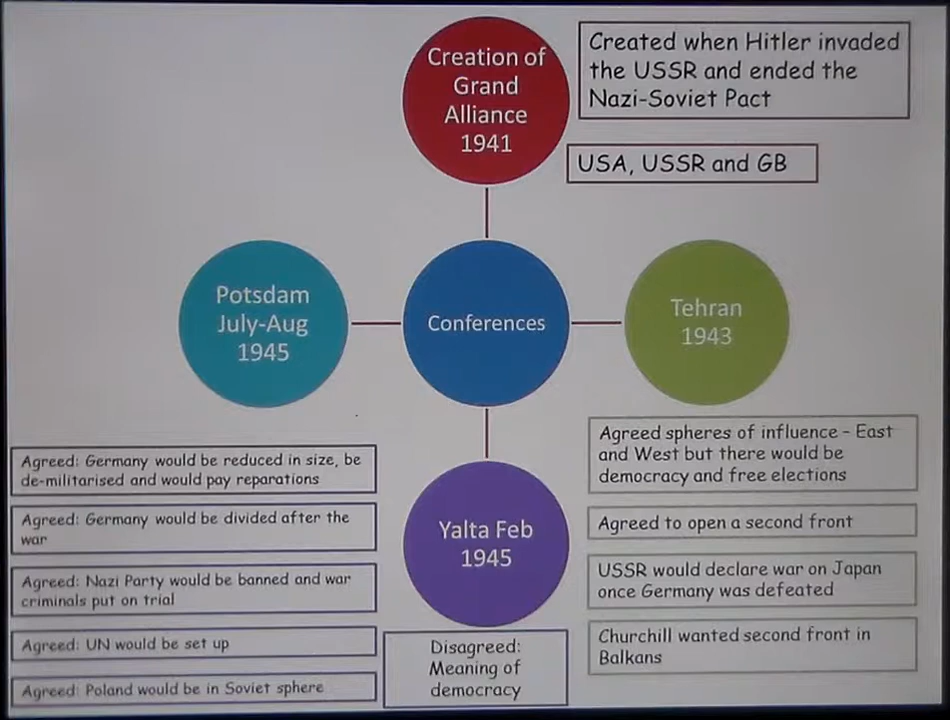 Creation of
Grand
Alliance
1941
Created when Hitler invaded
the USSR and ended the
Nazi-Soviet Pact
USA, USSR and GB
Potsdam
July-Aug
1945
Conferences
Tehran
1943
Agreed: Germany would be reduced in size, be
de-militarised and would pay reparations
Agreed: Germany would be divided after the
war
Agreed: Nazi Party would be banned and war
criminals put on trial
Agreed: UN would be set up
Agreed: Poland would be in Soviet sphere
Yalta Feb
1945
Disagreed:
Meaning of
democracy
Agreed spheres of influence - East
and West but there would be
democracy and free elections
Agreed to open a second front
USSR would declare war on Japan
once Germany was defeated
Churchill wanted second front in
Balkans